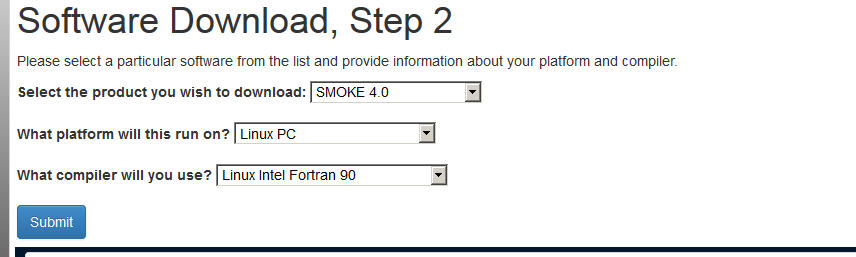 Software Download, Step 2
Please select a particular software from the list and provide information about your platform and compiler.
Select the product you wish to download: SMOKE 4.0
What platform will this run on? Linux PC
What compiler will you use? Linux Intel Fortran 90
Submit